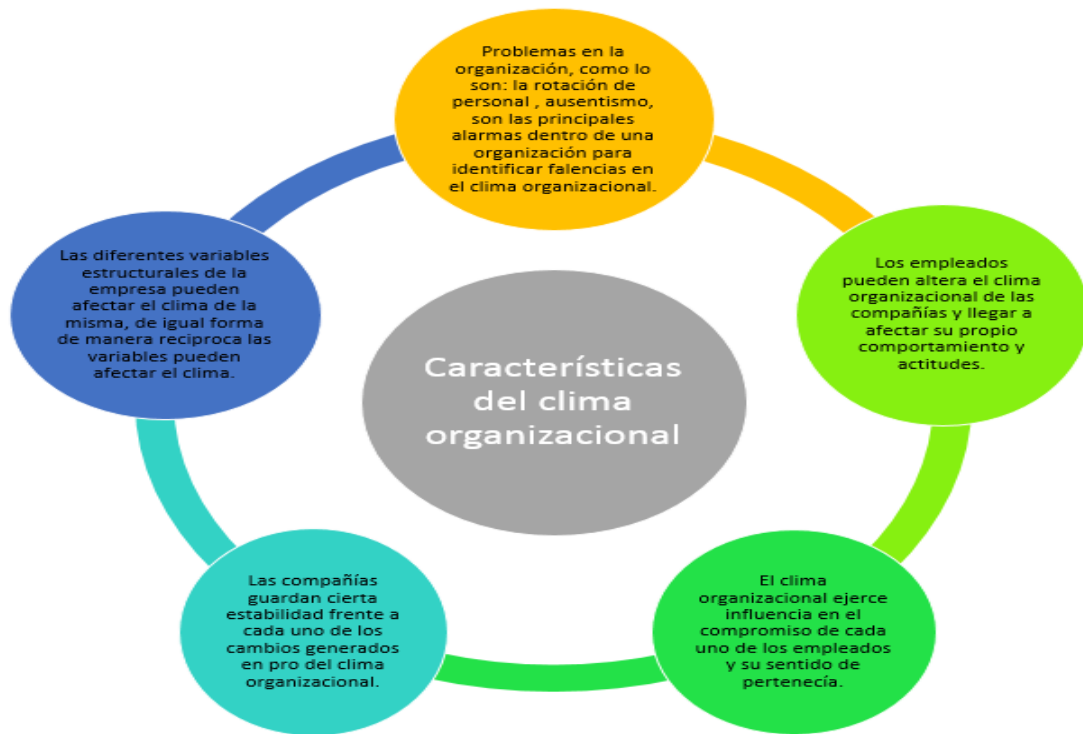 Problemas en la
organización, como lo
son: la rotación de
personal , ausentismo,
son las principales
alarmas dentro de una
organización para
identificar falencias en
el clima organizacional.
Los empleados
pueden altera el clima
organizacional de las
compañías y llegar a
afectar su propio
comportamiento y
actitudes.
El clima
organizacional ejerce
influencia en el
compromiso de cada
uno de los empleados
y su sentido de
pertenecía.
Las compañías
guardan cierta
estabilidad frente a
cada uno de los
cambios generados
en pro del clima
organizacional.
Las diferentes variables
estructurales de la
empresa pueden
afectar el clima de la
misma, de igual forma
de manera reciproca las
variables pueden
afectar el clima.
Características
del clima
organizacional